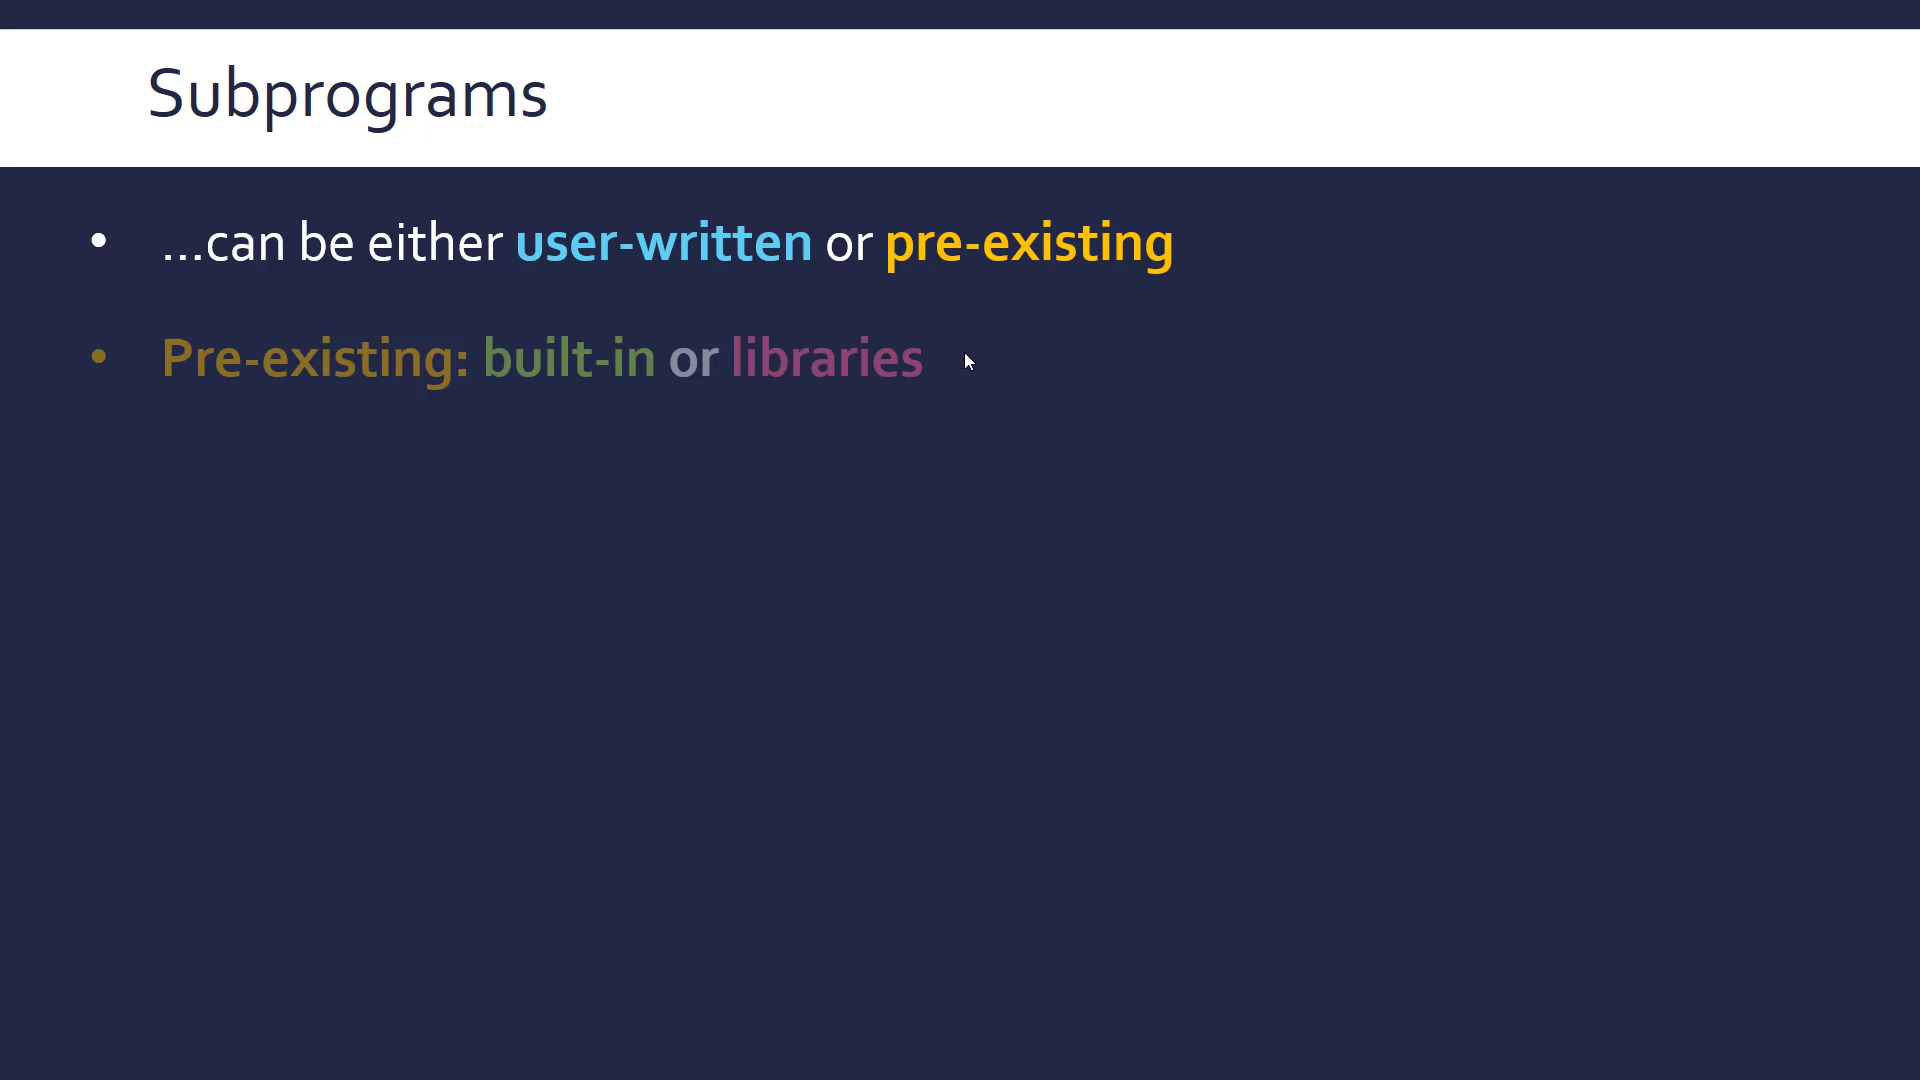 Subprograms
• ...can be either user-written or pre-existing
• Pre-existing: built-in or libraries